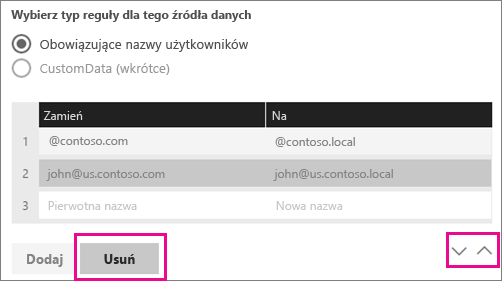 Wybierz typ reguły dla tego źródła danych
Obowiązujące nazwy użytkowników
CustomData (wkrótce)
Zamień Na
1 @contoso.com @contoso.local
2 john@us.contoso.com john@us.contoso.local
3 Pierwotna nazwa Nowa nazwa
Dodaj Usuń